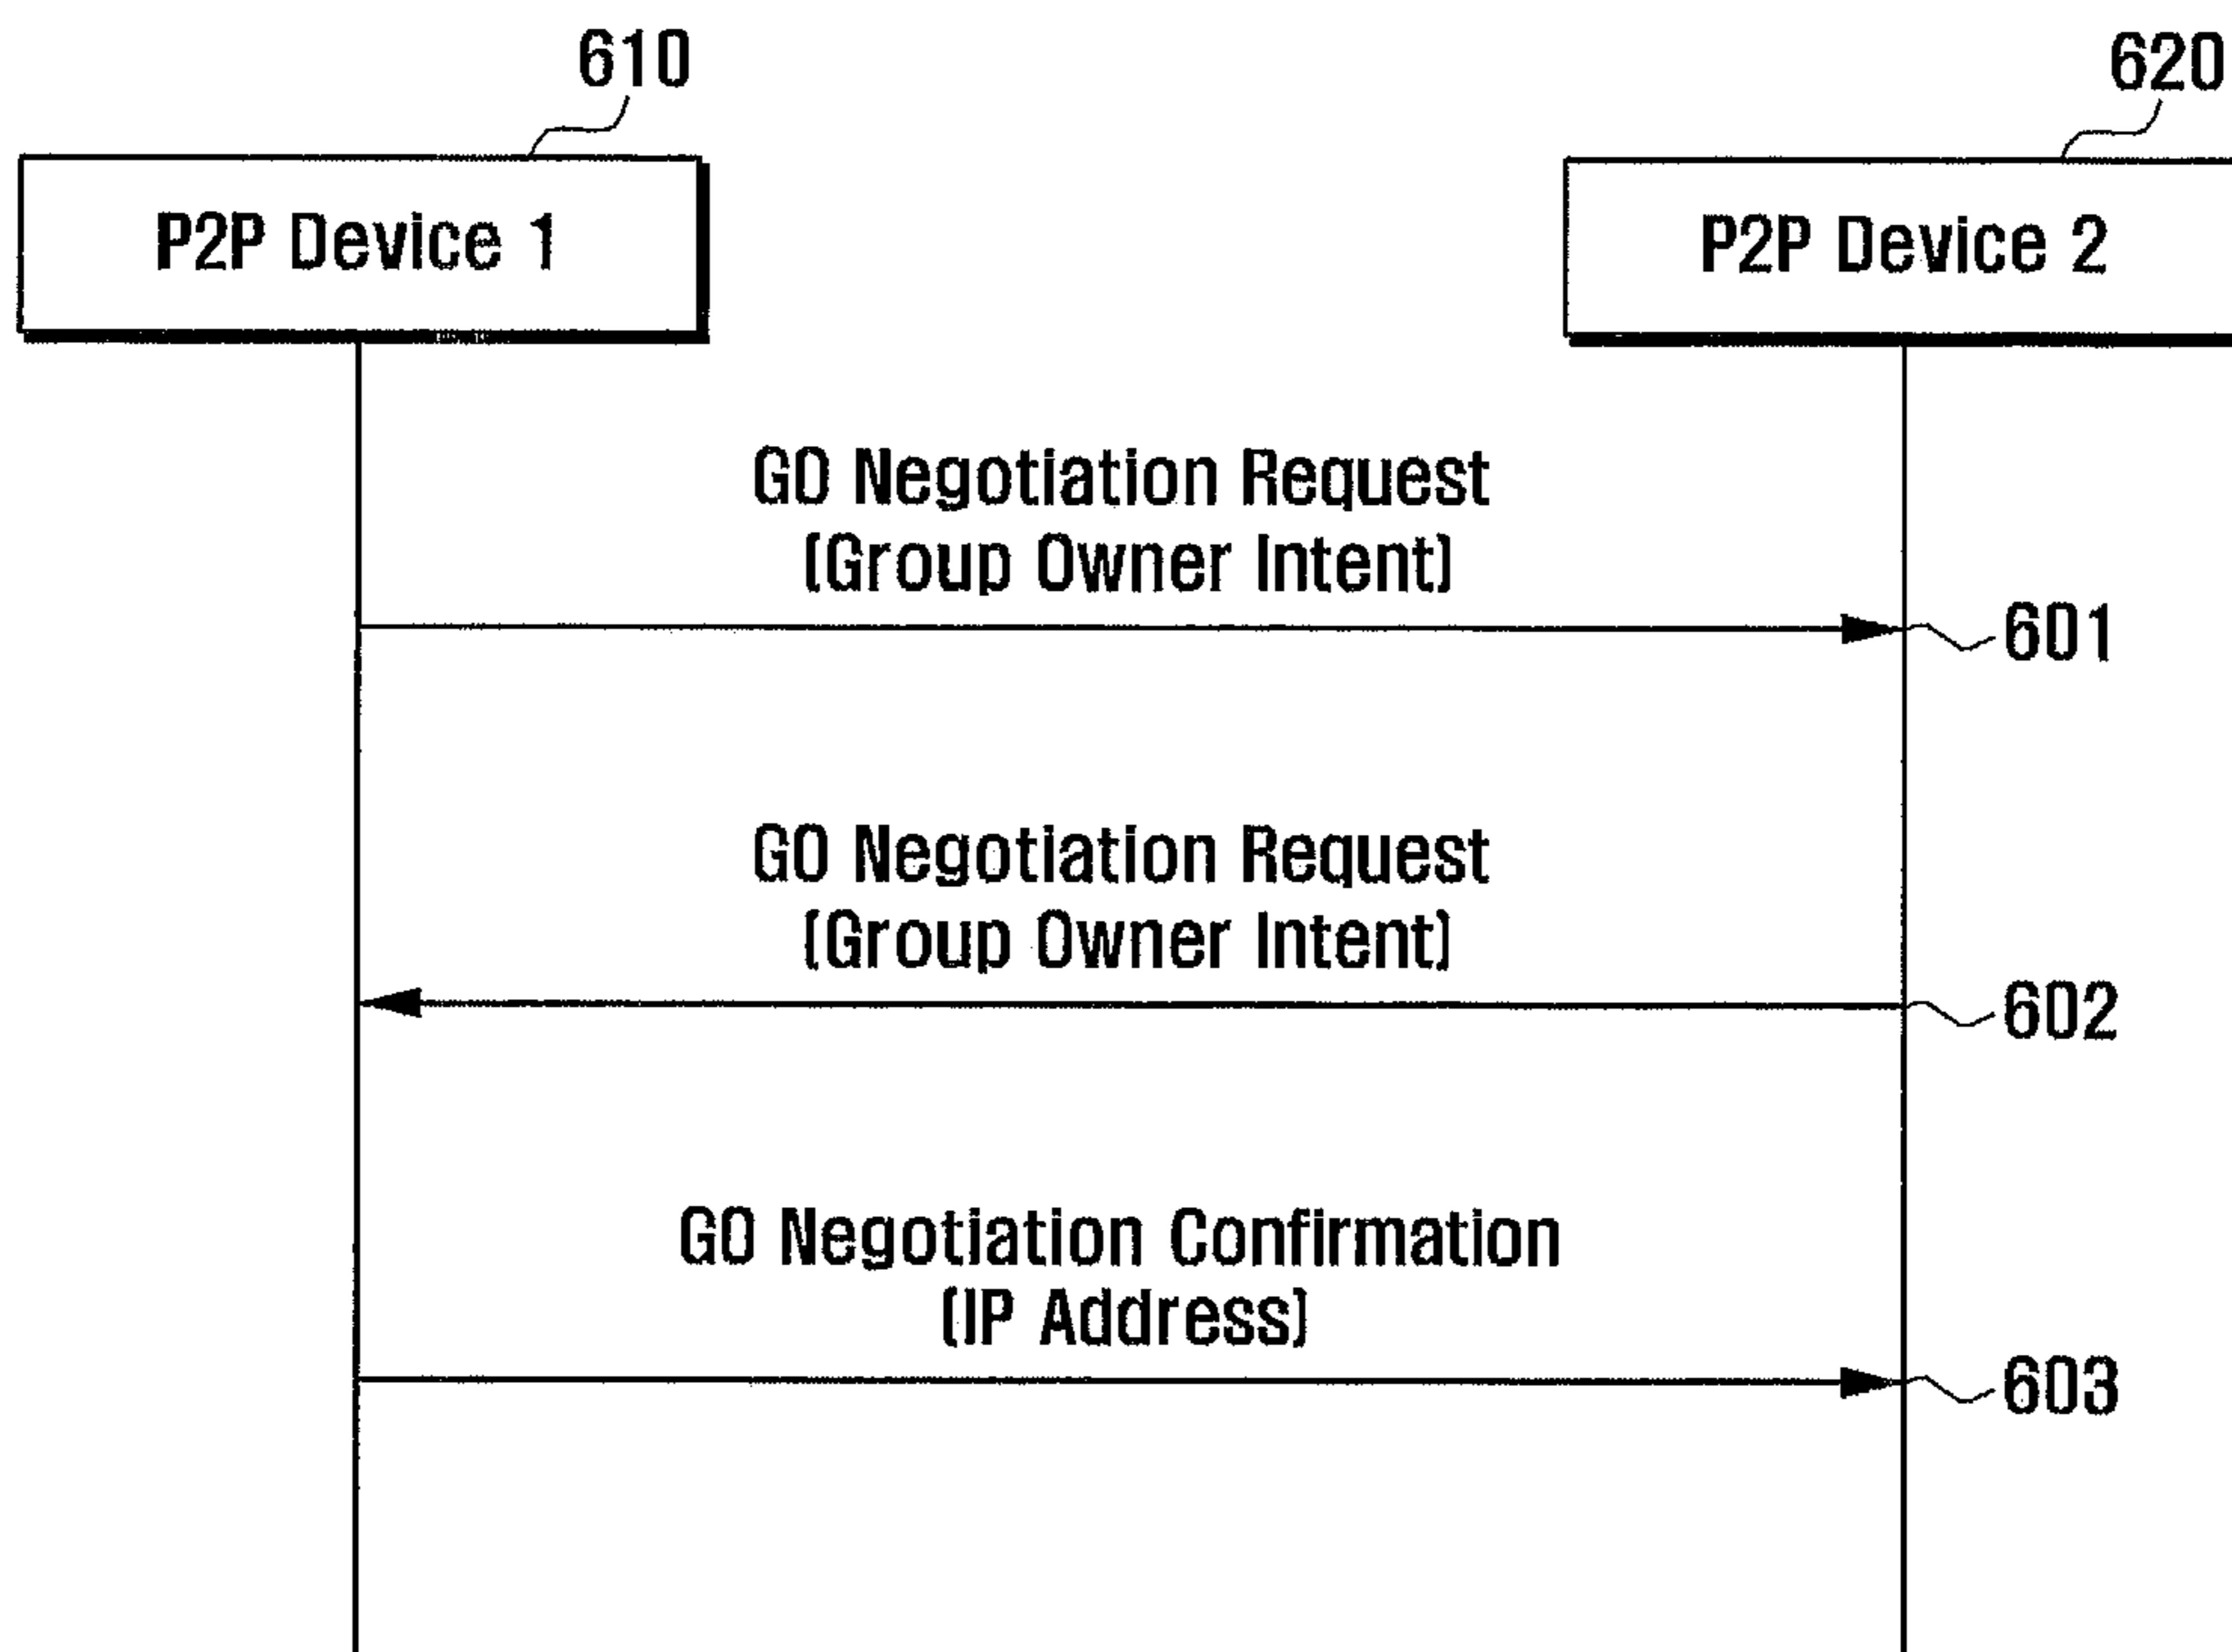 610
620
P2P Device 1
P2P Device 2
GO Negotiation Request
(Group Owner Intent)
601
GO Negotiation Request
(Group Owner Intent)
602
GO Negotiation Confirmation
(IP Address)
603